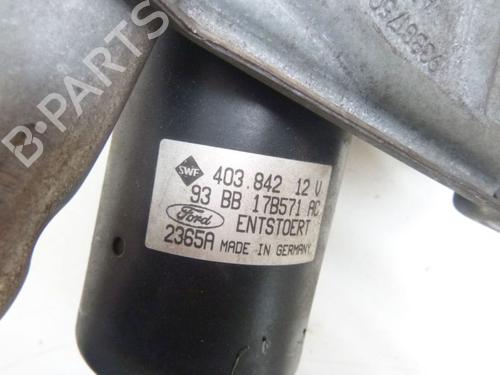 B-PARTS
SWF 403.842 12 V
93 BB 17B571 AC
Ford ENTSTOERT
2365A MADE IN GERMANY